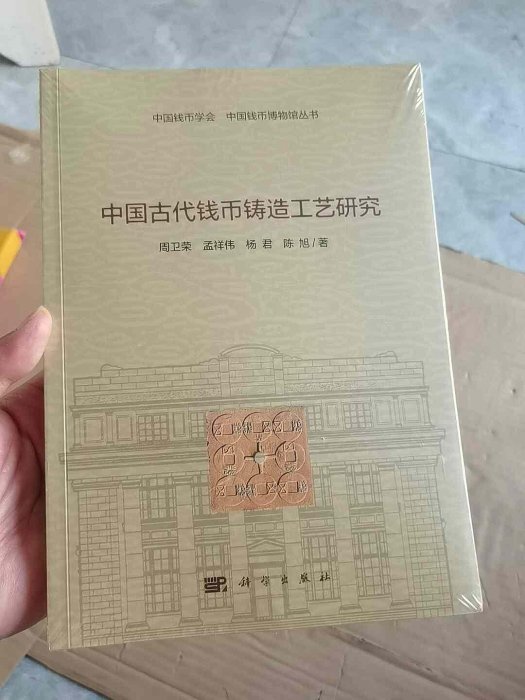 中国钱币学会 中国钱币博物馆丛书
中国古代钱币铸造工艺研究
周卫荣 孟祥伟 杨 君 陈 旭/著
科学出版社